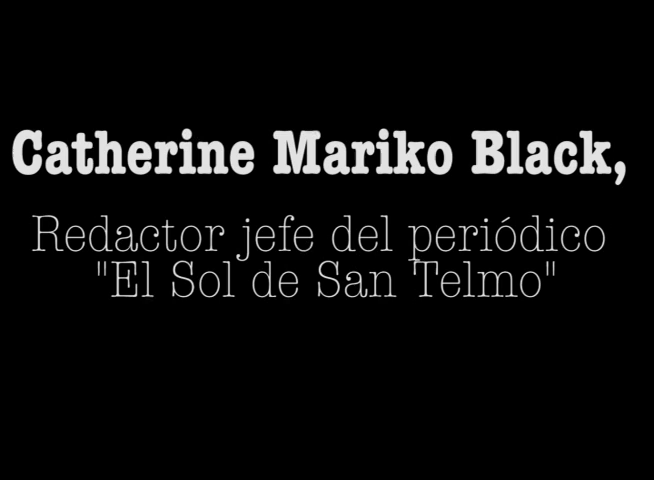 Catherine Mariko Black,
Redactor jefe del periódico
"El Sol de San Telmo"